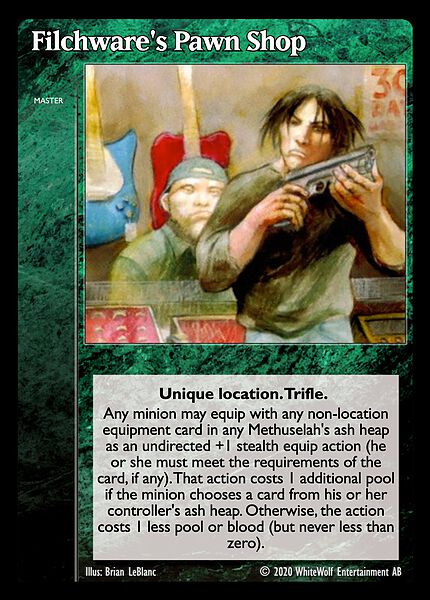 Filchware's Pawn Shop
MASTER
30
Unique location. Trifle.
Any minion may equip with any non-location
equipment card in any Methuselah's ash heap
as an undirected +1 stealth equip action (he
or she must meet the requirements of the
card, if any). That action costs 1 additional pool
if the minion chooses a card from his or her
controller's ash heap. Otherwise, the action
costs 1 less pool or blood (but never less than
zero).
Illus: Brian LeBlanc
© 2020 WhiteWolf Entertainment AB